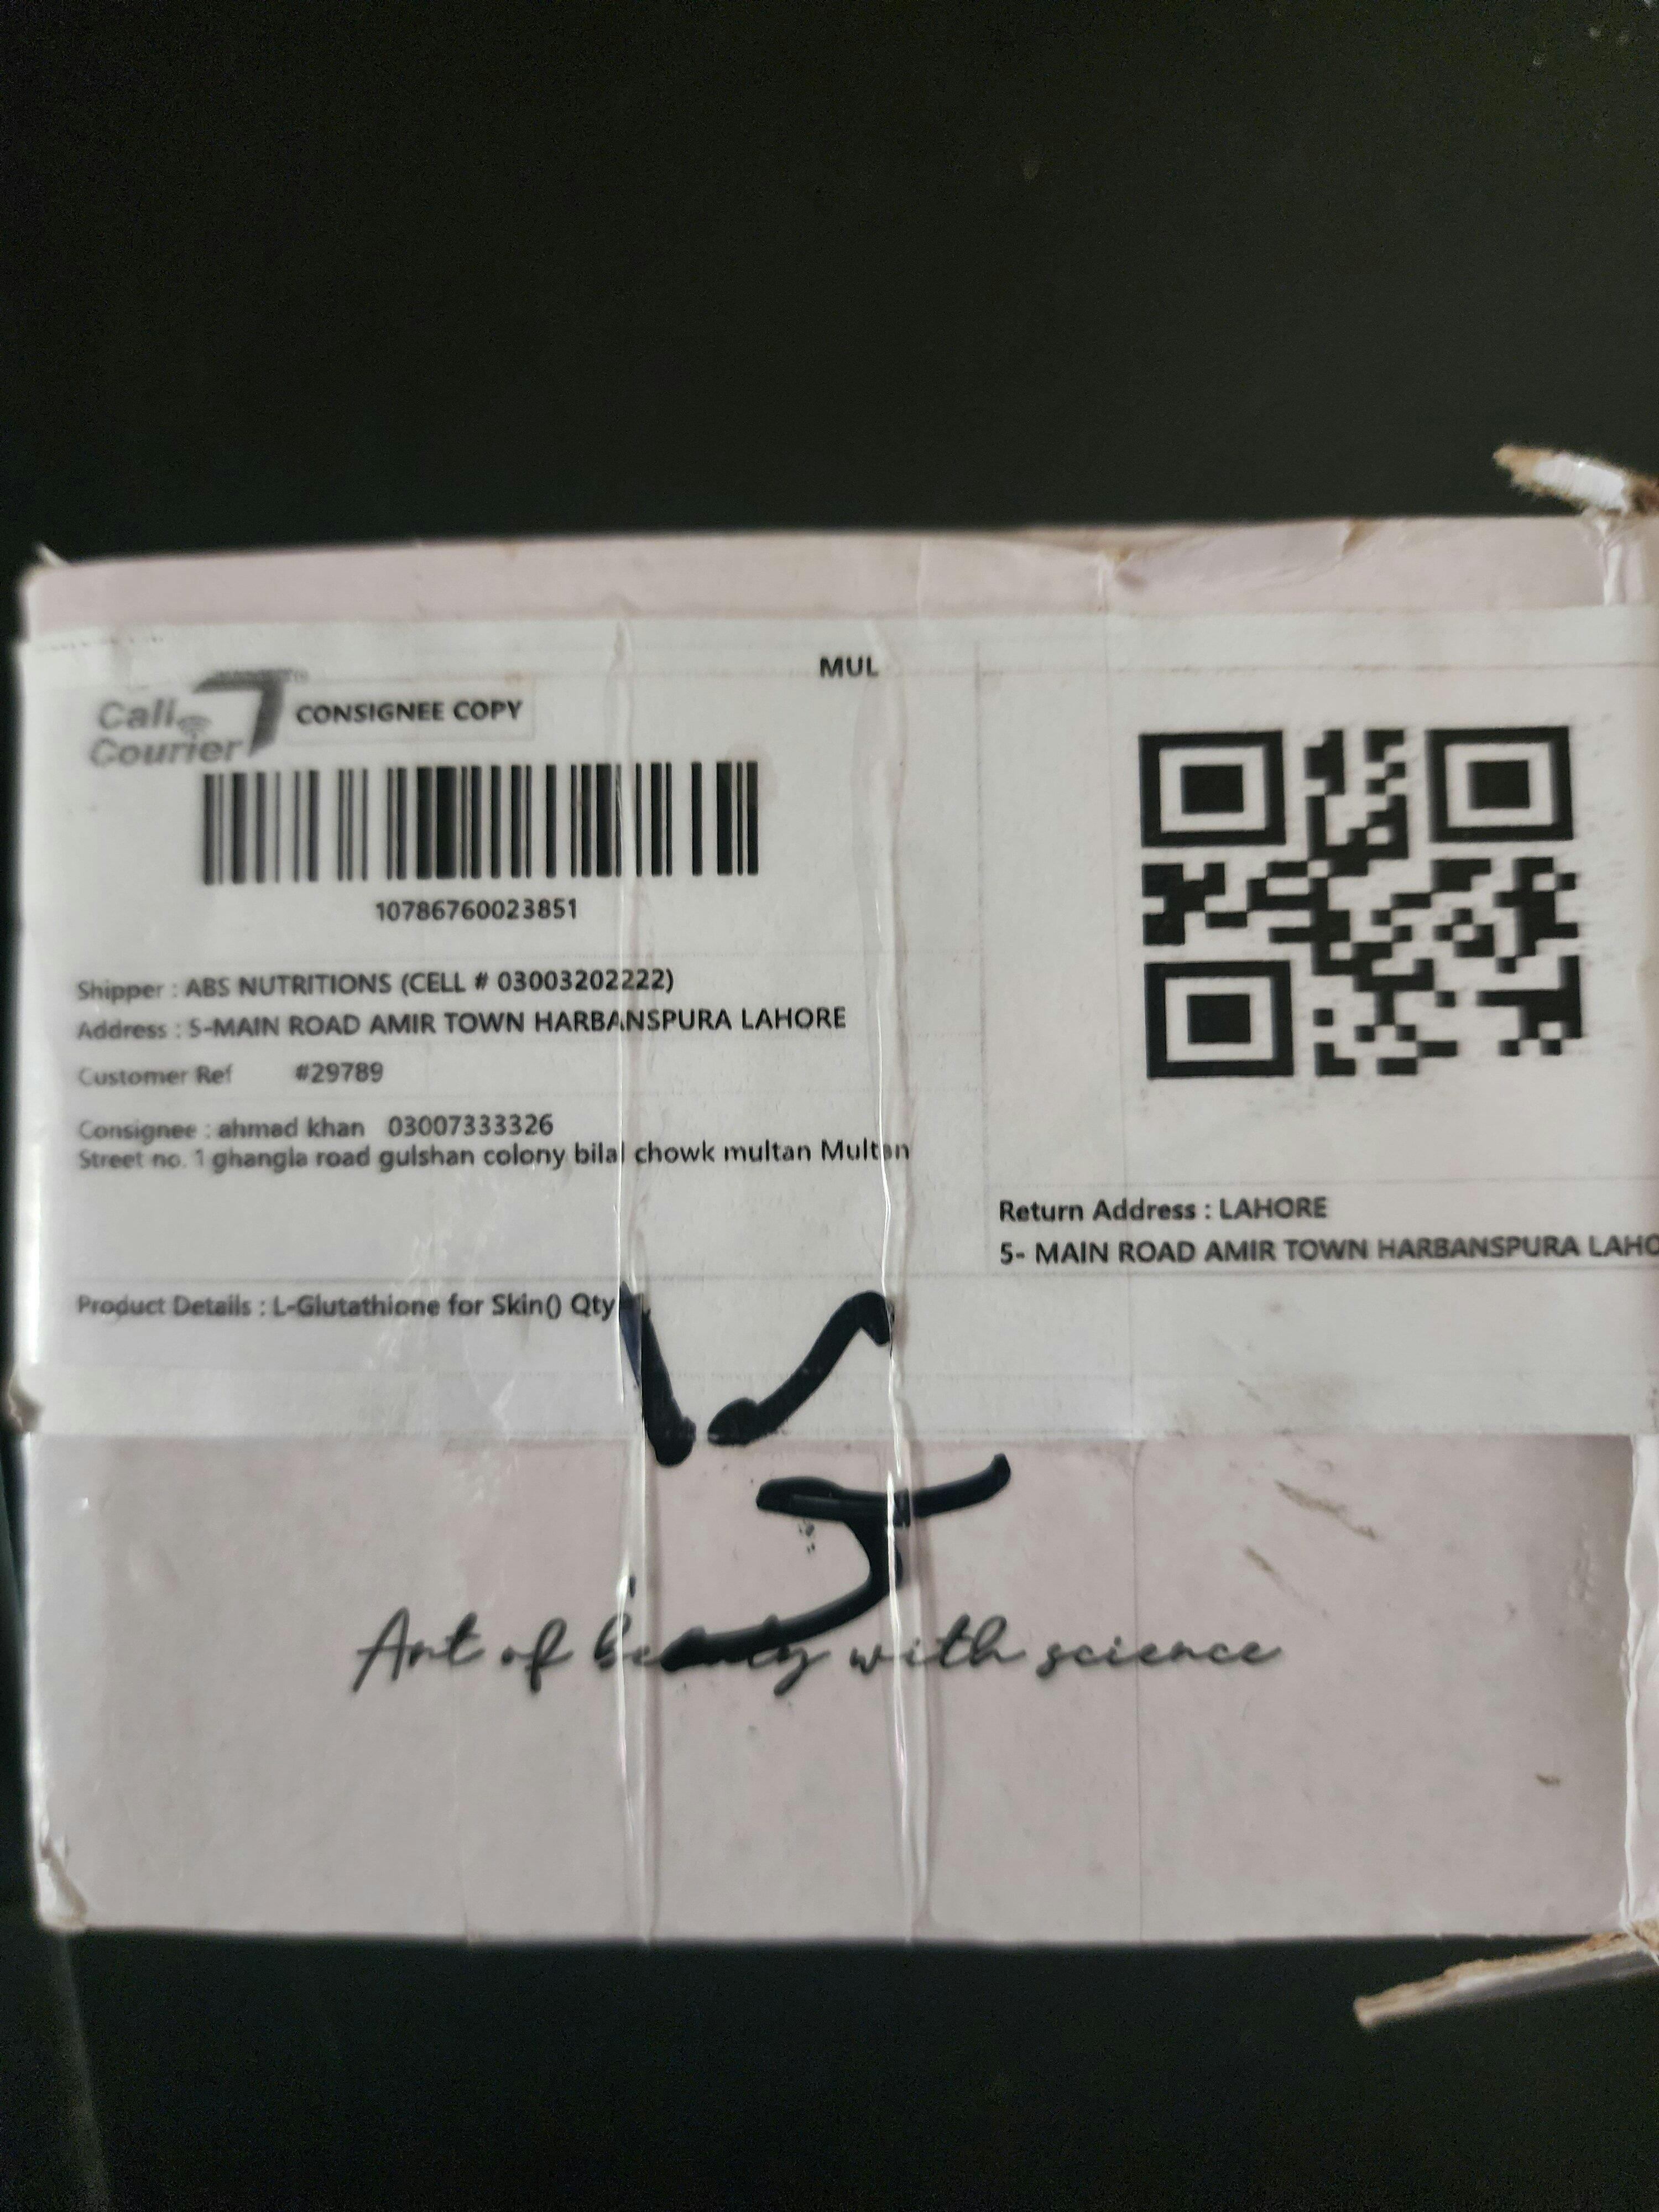 MUL
Call Courier
CONSIGNEE COPY
10786760023851
Shipper : ABS NUTRITIONS (CELL # 03003202222)
Address : 5-MAIN ROAD AMIR TOWN HARBANSPURA LAHORE
Customer Ref #29789
Consignee : ahmad khan 03007333326
Street no. 1 ghangla road gulshan colony bilal chowk multan Multan
Return Address : LAHORE
5- MAIN ROAD AMIR TOWN HARBANSPURA LAHO
Product Details : L-Glutathione for Skin() Qty
Art of beauty with science